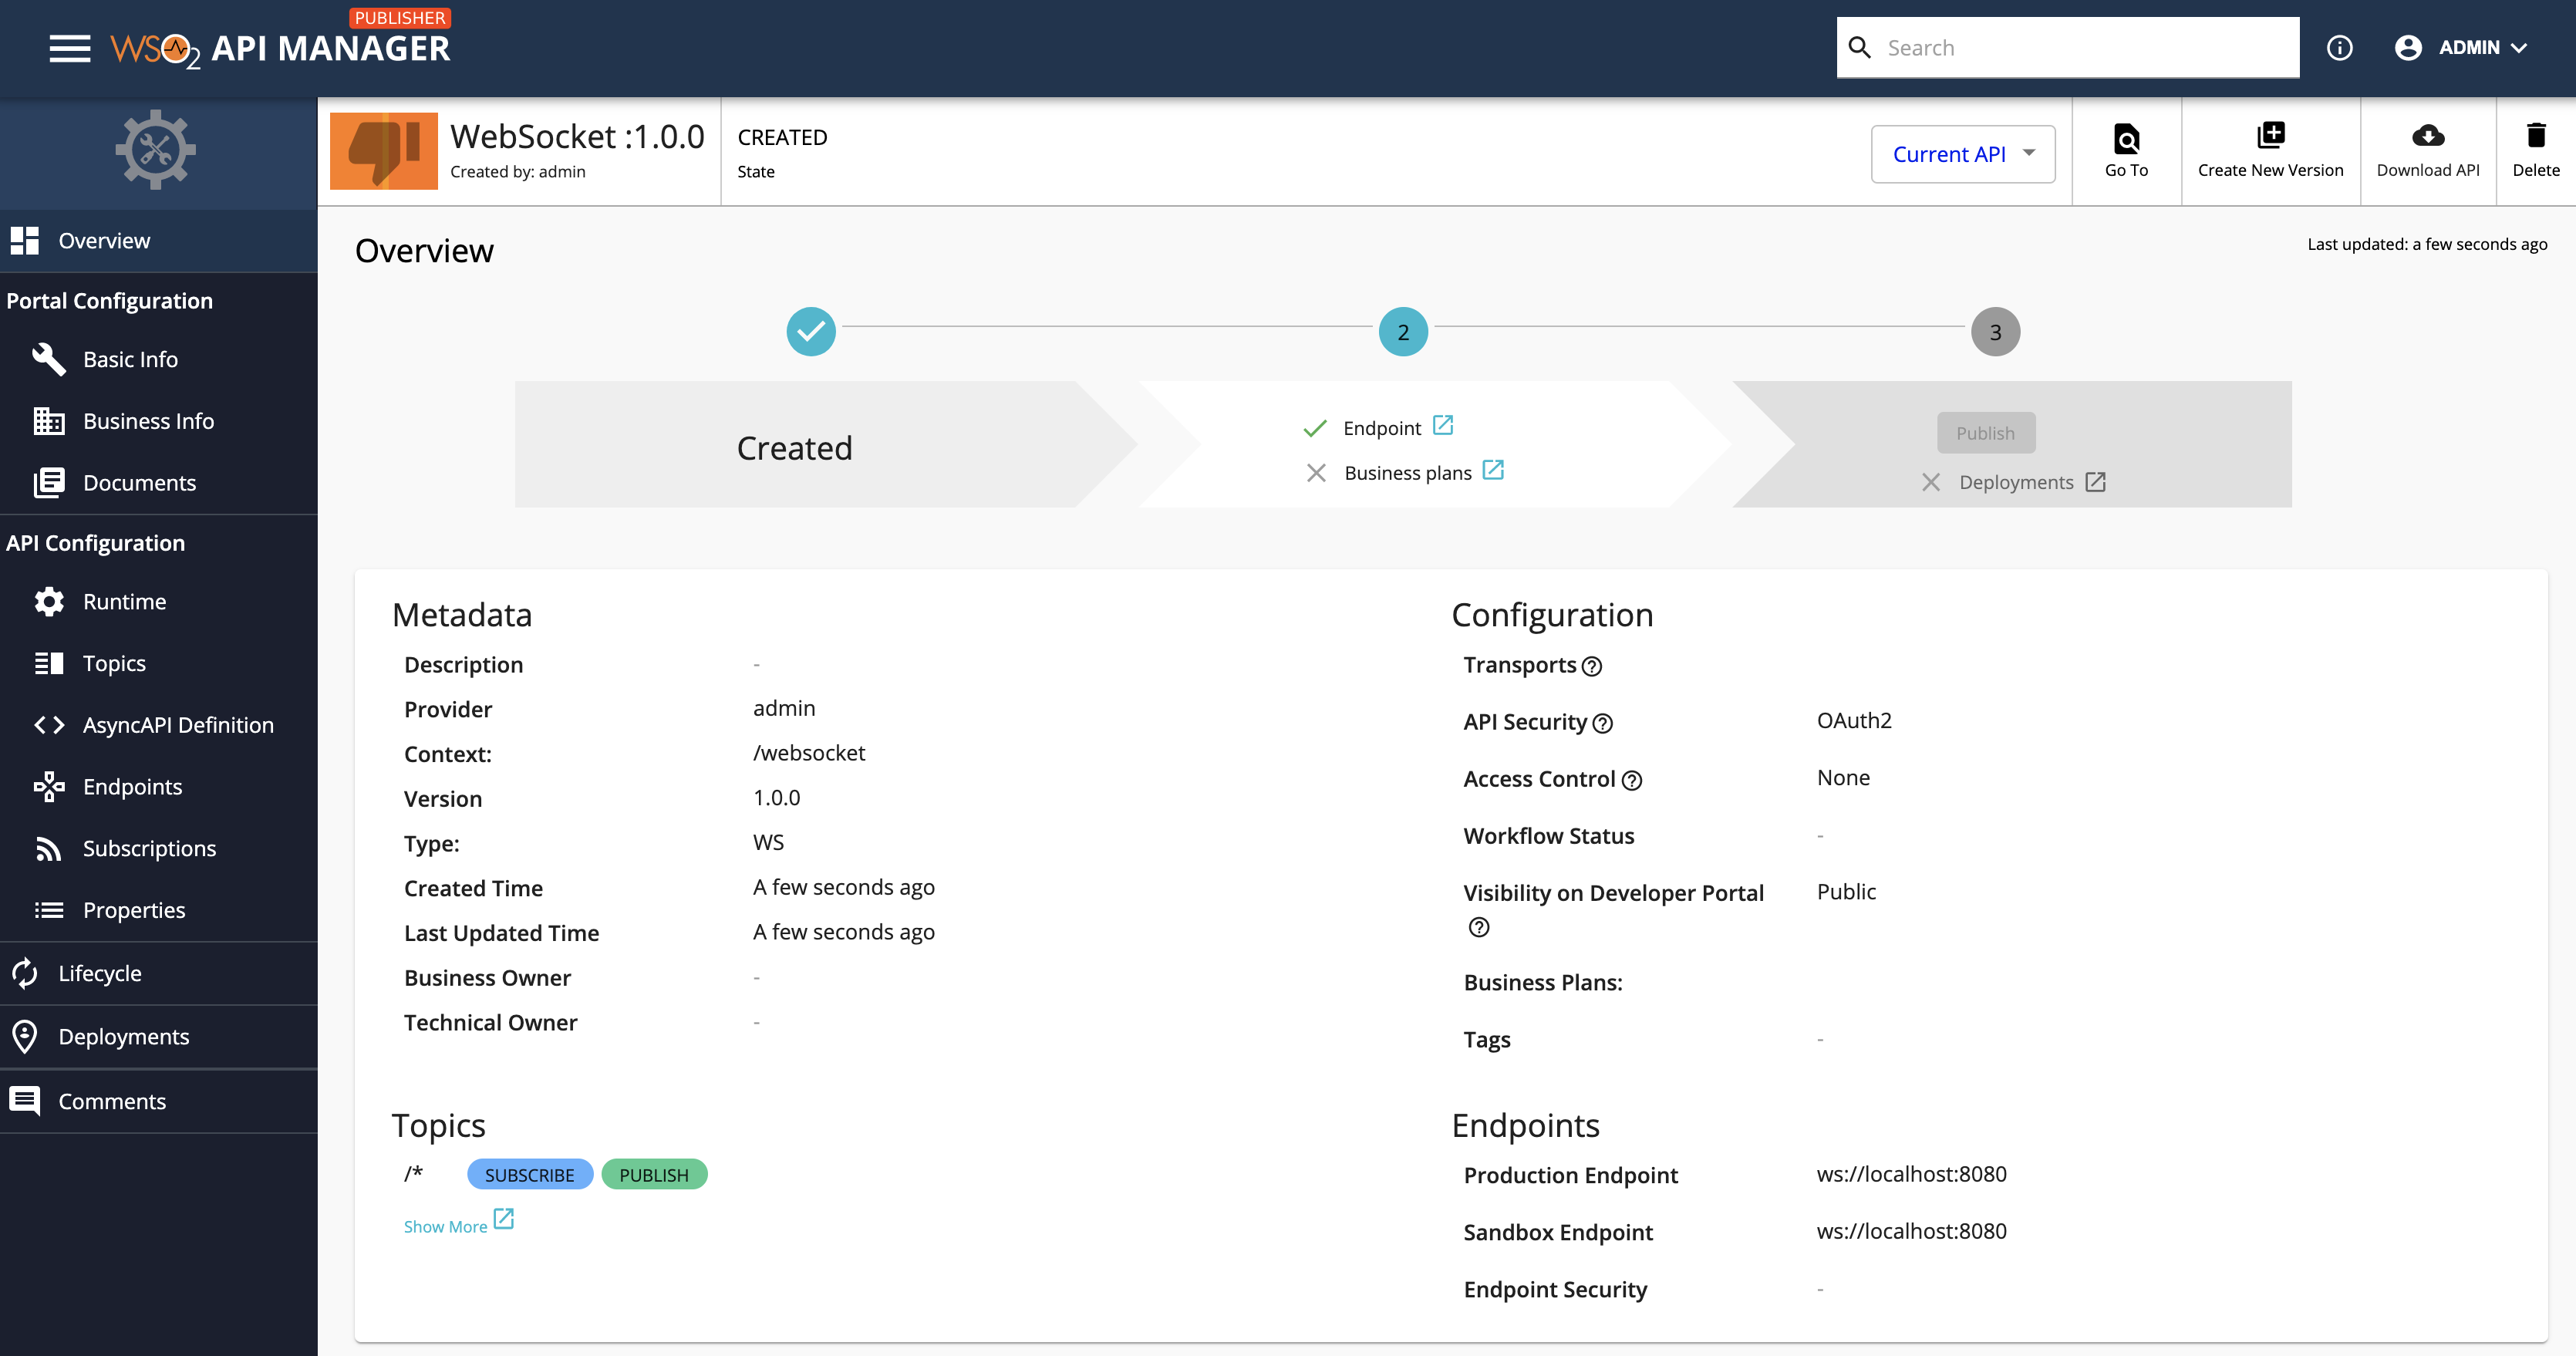 PUBLISHER
WSO2 API MANAGER
Search
ADMIN
WebSocket :1.0.0
Created by: admin
CREATED
State
Current API
Go To
Create New Version
Download API
Delete
Overview
Portal Configuration
Basic Info
Business Info
Documents
API Configuration
Runtime
Topics
AsyncAPI Definition
Endpoints
Subscriptions
Properties
Lifecycle
Deployments
Comments
Overview
Last updated: a few seconds ago
2
3
Created
Endpoint
Business plans
Publish
Deployments
Metadata
Description -
Provider admin
Context: /websocket
Version 1.0.0
Type: WS
Created Time A few seconds ago
Last Updated Time A few seconds ago
Business Owner -
Technical Owner -
Configuration
Transports
API Security OAuth2
Access Control None
Workflow Status -
Visibility on Developer Portal Public
Business Plans:
Tags -
Topics
/* SUBSCRIBE PUBLISH
Show More
Endpoints
Production Endpoint ws://localhost:8080
Sandbox Endpoint ws://localhost:8080
Endpoint Security -